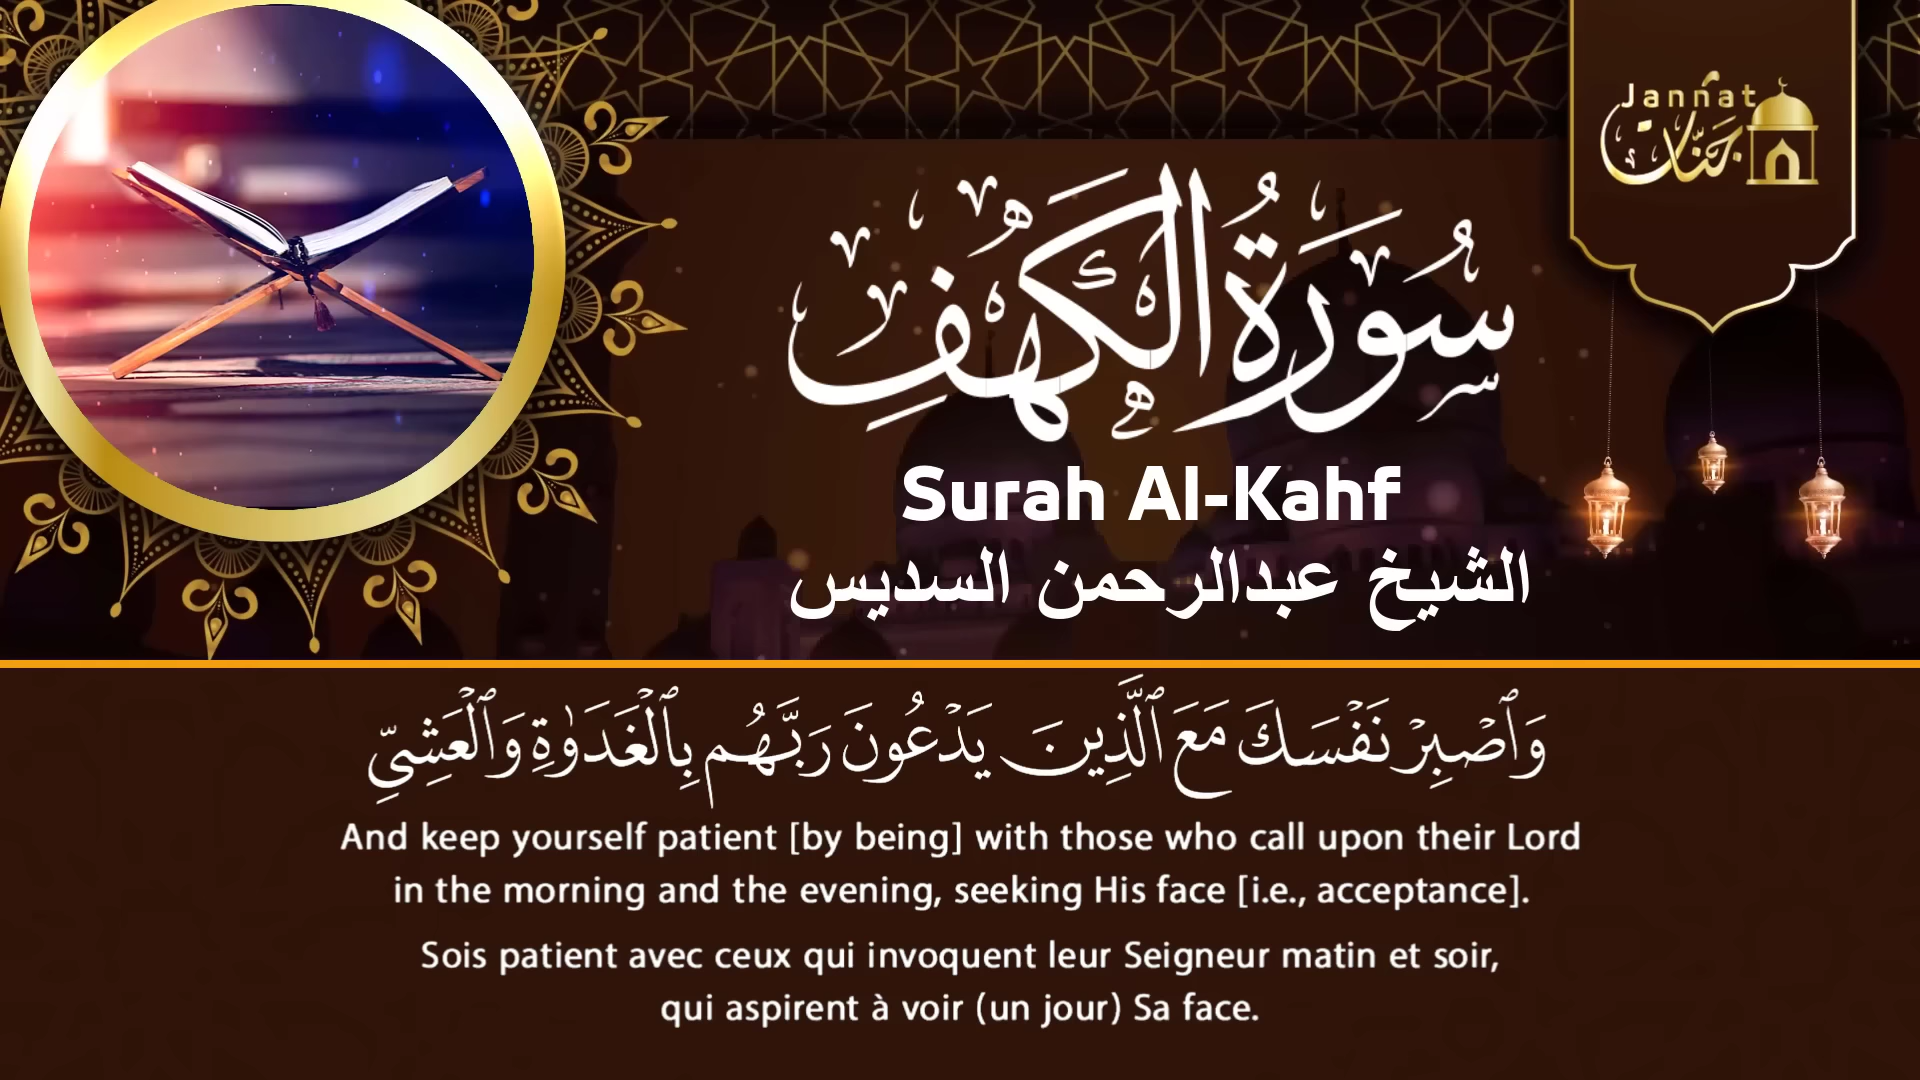 Jannat
جنات
سُورَةُ الكَهْفِ
Surah Al-Kahf
الشيخ عبدالرحمن السديس
وَٱصۡبِرۡ نَفۡسَكَ مَعَ ٱلَّذِينَ يَدۡعُونَ رَبَّهُم بِٱلۡغَدَوٰةِ وَٱلۡعَشِيِّ
And keep yourself patient [by being] with those who call upon their Lord
in the morning and the evening, seeking His face [i.e., acceptance].
Sois patient avec ceux qui invoquent leur Seigneur matin et soir,
qui aspirent à voir (un jour) Sa face.